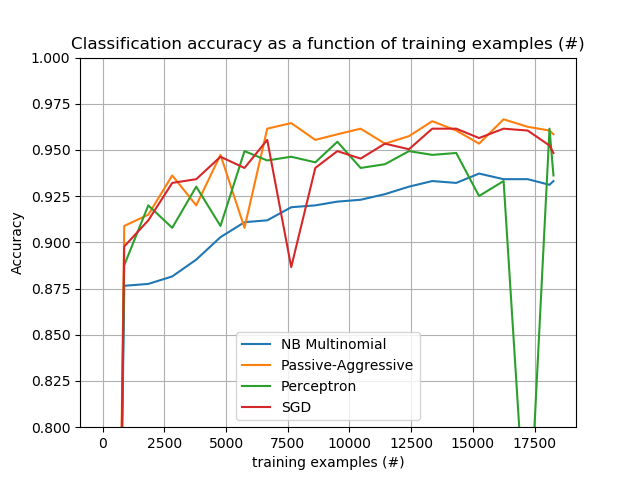 Classification accuracy as a function of training examples (#)
1.000
0.975
0.950
0.925
0.900
0.875
0.850
0.825
0.800
Accuracy
NB Multinomial
Passive-Aggressive
Perceptron
SGD
0 2500 5000 7500 10000 12500 15000 17500
training examples (#)